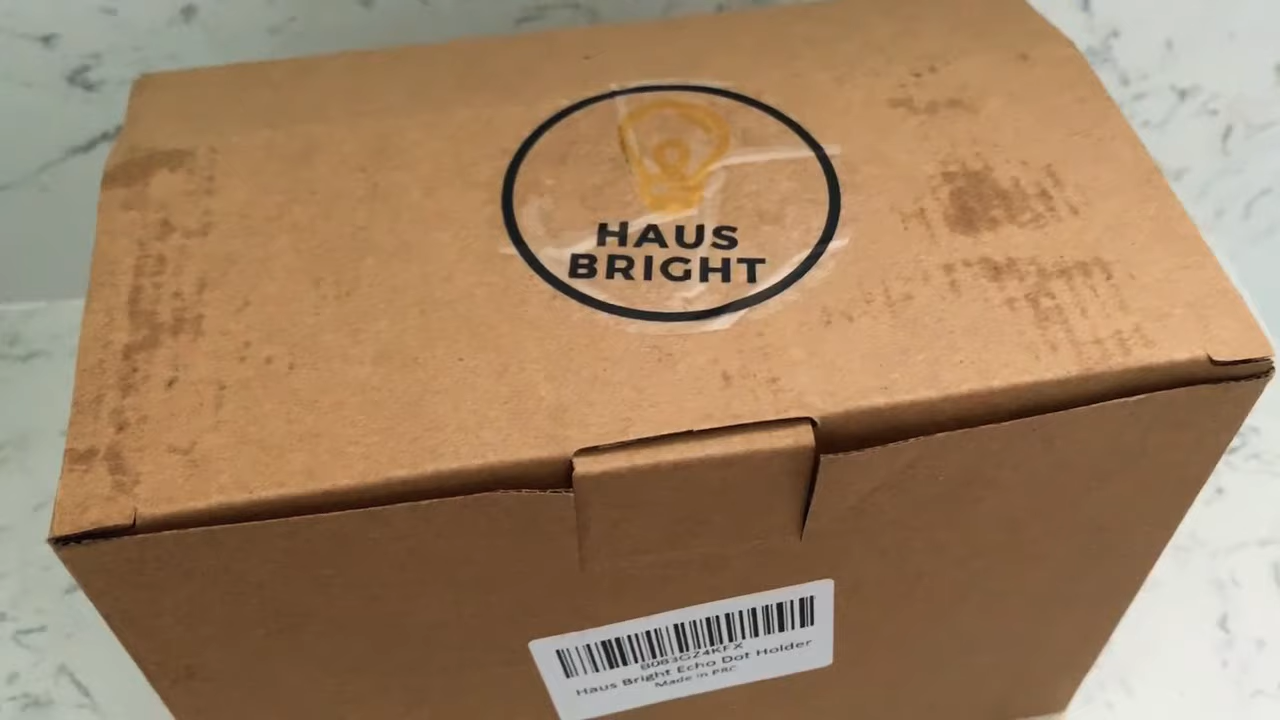 HAUS
BRIGHT
B083GZ4KFX
Haus Bright Echo Dot Holder
Made in PRC